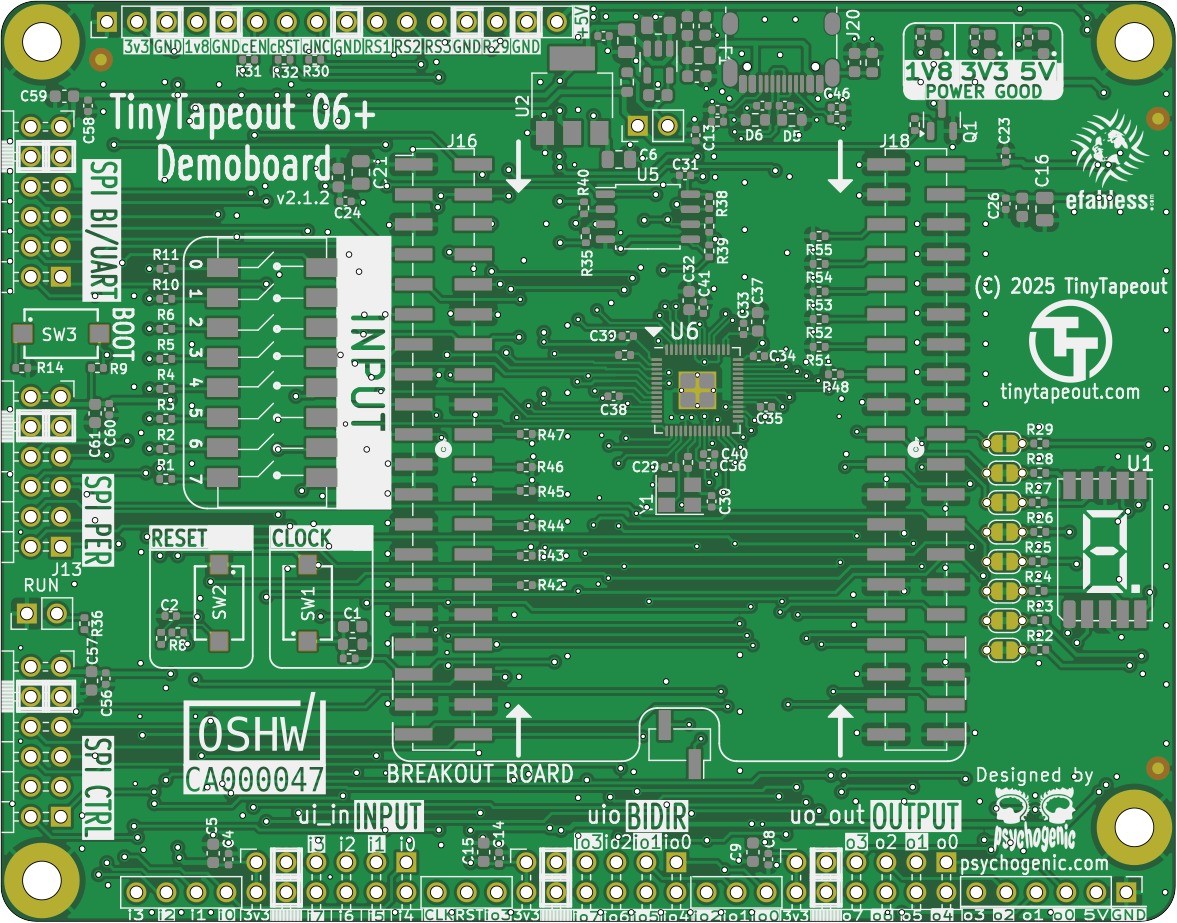 +5V
3v3 GND 1v8 GND cEN cRST cINC GND RS1 RS2 RS3 GND R29 GND
R31 R32 R30
J20
1V8 3V3 5V
POWER GOOD
C59
C58
TinyTapeout 06+
Demoboard
v2.1.2
C21
C24
U2
C6
U5
C13
D6 D5
C46
Q1
C23
C16
C26
efabless
.com
J16
J18
C31
R40
R38
R35
R39
SPI BI/UART
R11
R10
R6
R5
R4
R3
R2
R1
0
1
2
3
4
5
6
7
INPUT
SW3
BOOT
R14
R9
C61
C60
C32
C41
C33
C37
C39
U6
C34
C38
C35
R55
R54
R53
R52
R51
R48
(C) 2025 TinyTapeout
TT
tinytapeout.com
R47
R46
R45
R44
R43
R42
C29
C40
C36
Y1
C30
R29
R28
R27
R26
R25
R24
R23
R22
U1
SPI PER
J13
RUN
R36
RESET
SW2
C2
R8
CLOCK
SW1
C1
C57
C56
SPI CTRL
OSHW
CA000047
BREAKOUT BOARD
Designed by
psychogenic
psychogenic.com
ui_in INPUT
uio BIDIR
uo_out OUTPUT
C5
C4
C15
C14
C9
C8
i3 i2 i1 i0
io3 io2 io1 io0
o3 o2 o1 o0
i3 i2 i1 i0 3v3 i7 i6 i5 i4 CLK RST io3 3v3 io7 io6 io5 io4 io2 io1 io0 3v3 o7 o6 o5 o4 o3 o2 o1 o0 5V GND